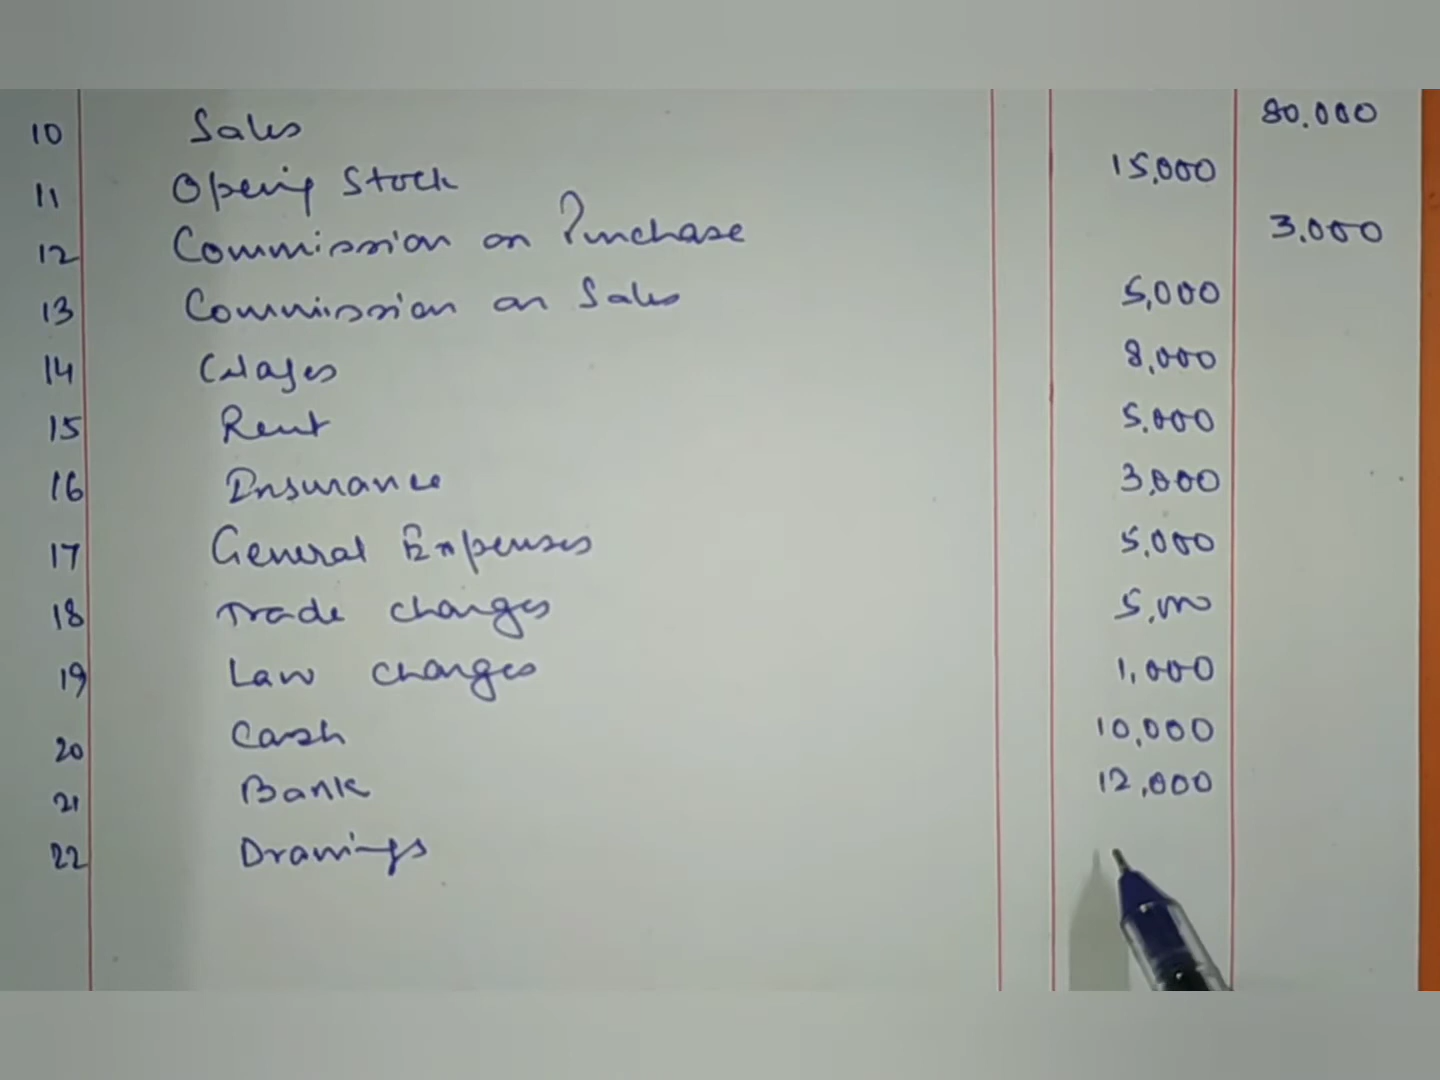 10 Sales 80.000
11 Opening Stock 15,000
12 Commission on Purchase 3.000
13 Commission on Sales 5,000
14 Wages 8,000
15 Rent 5.000
16 Insurance 3,000
17 General Expenses 5,000
18 Trade charges 5,000
19 Law charges 1,000
20 Cash 10,000
21 Bank 12,000
22 Drawings